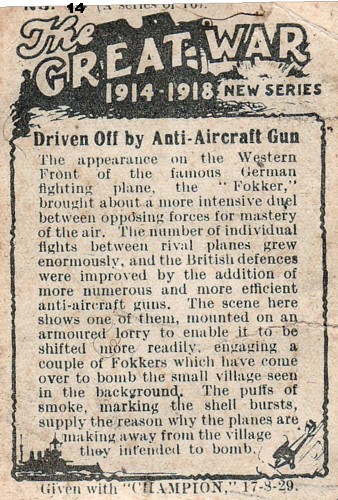 No. 14 (A series of 16?.
The
GREAT-WAR
1914-1918 NEW SERIES
Driven Off by Anti-Aircraft Gun
The appearance on the Western
Front of the famous German
fighting plane, the "Fokker,"
brought about a more intensive duel
between opposing forces for mastery
of the air. The number of individual
fights between rival planes grew
enormously, and the British defences
were improved by the addition of
more numerous and more efficient
anti-aircraft guns. The scene here
shows one of them, mounted on an
armoured lorry to enable it to be
shifted more readily, engaging a
couple of Fokkers which have come
over to bomb the small village seen
in the background. The puffs of
smoke, marking the shell bursts,
supply the reason why the planes are
making away from the village
they intended to bomb.
Given with "CHAMPION," 17-8-29.